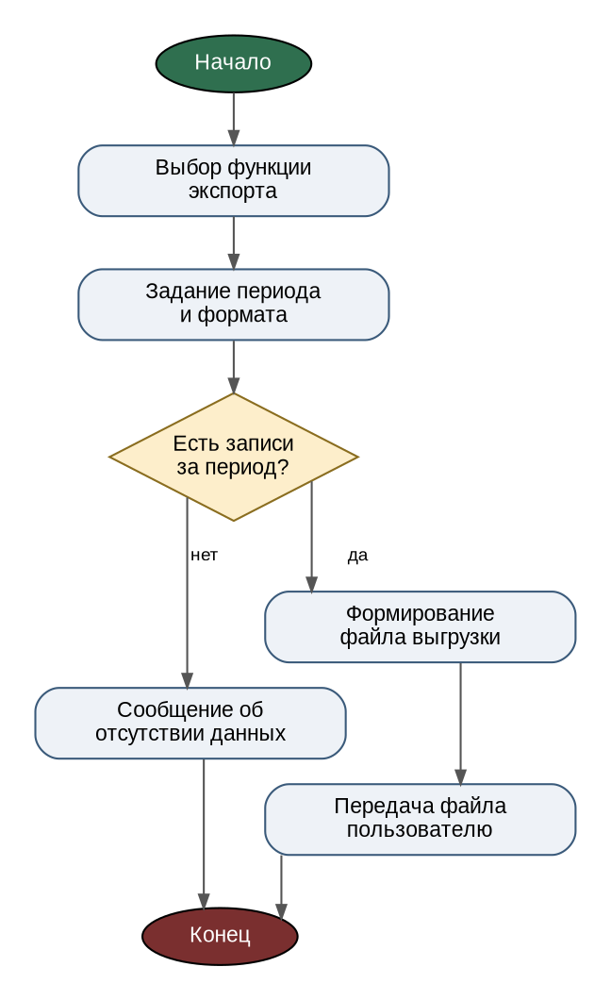 Начало
Выбор функции
экспорта
Задание периода
и формата
Есть записи
за период?
нет
да
Формирование
файла выгрузки
Сообщение об
отсутствии данных
Передача файла
пользователю
Конец